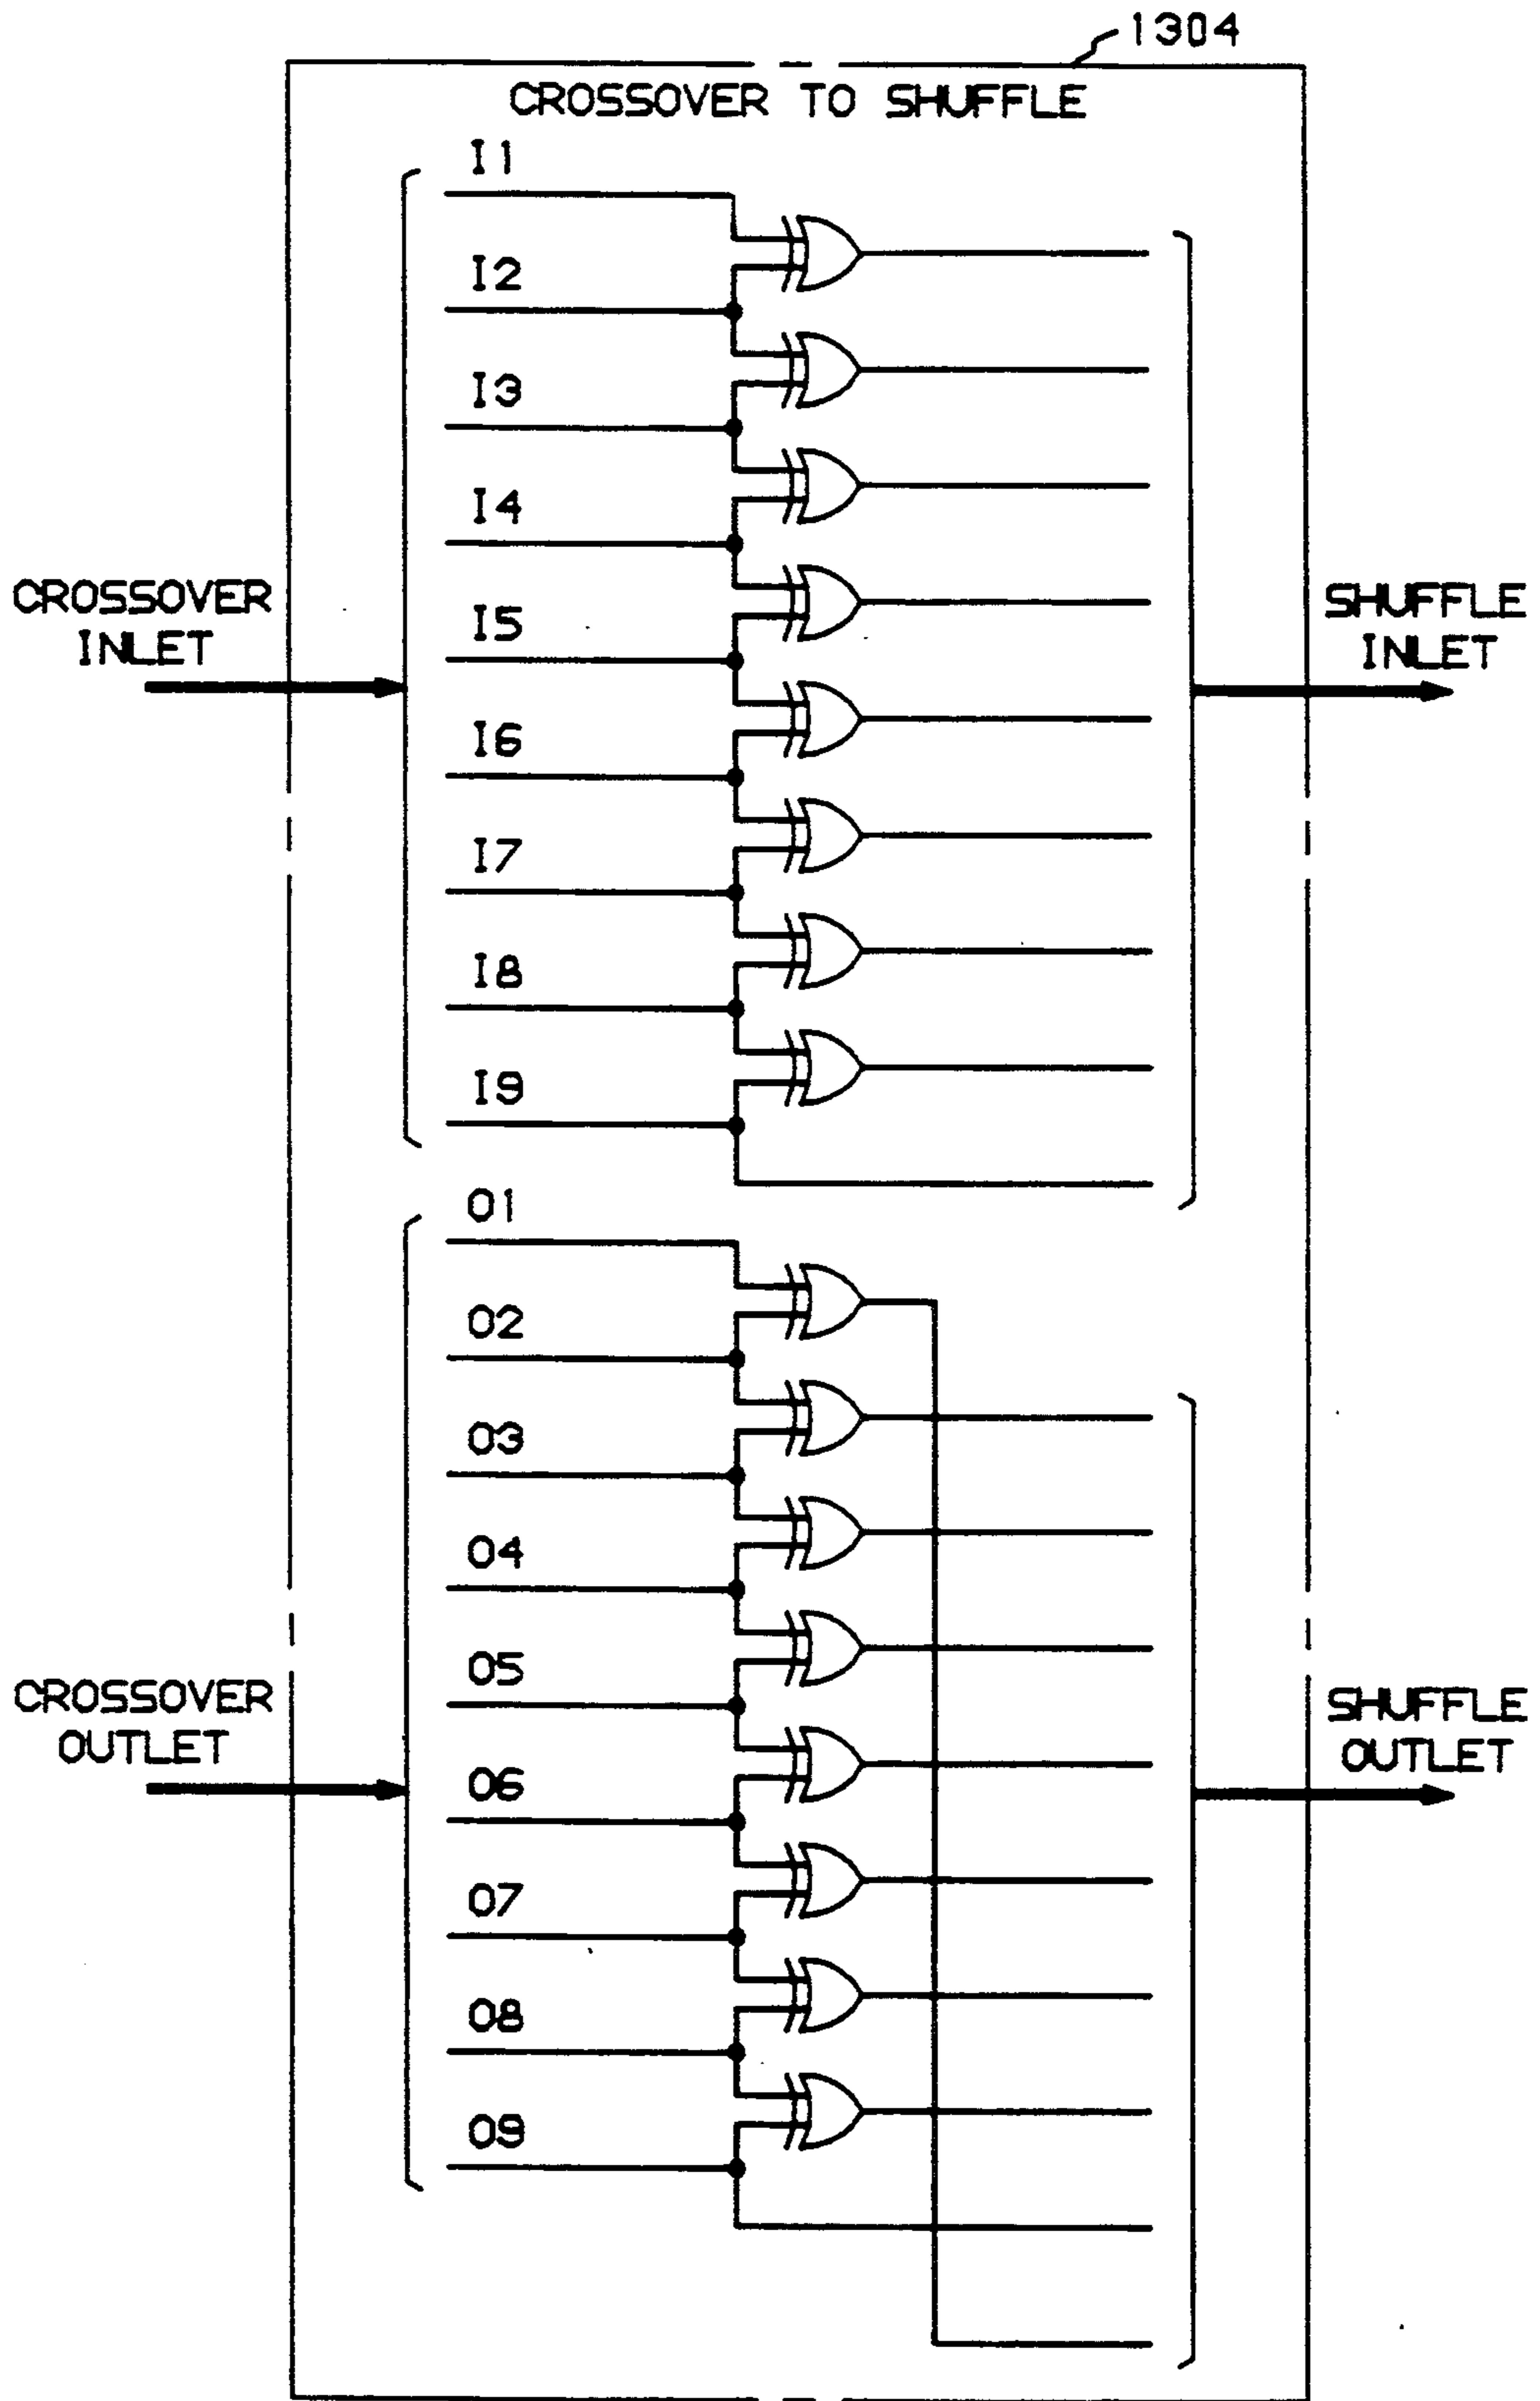 1304
CROSSOVER TO SHUFFLE
I1
I2
I3
I4
I5
I6
I7
I8
I9
CROSSOVER
INLET
SHUFFLE
INLET
O1
O2
O3
O4
O5
O6
O7
O8
O9
CROSSOVER
OUTLET
SHUFFLE
OUTLET